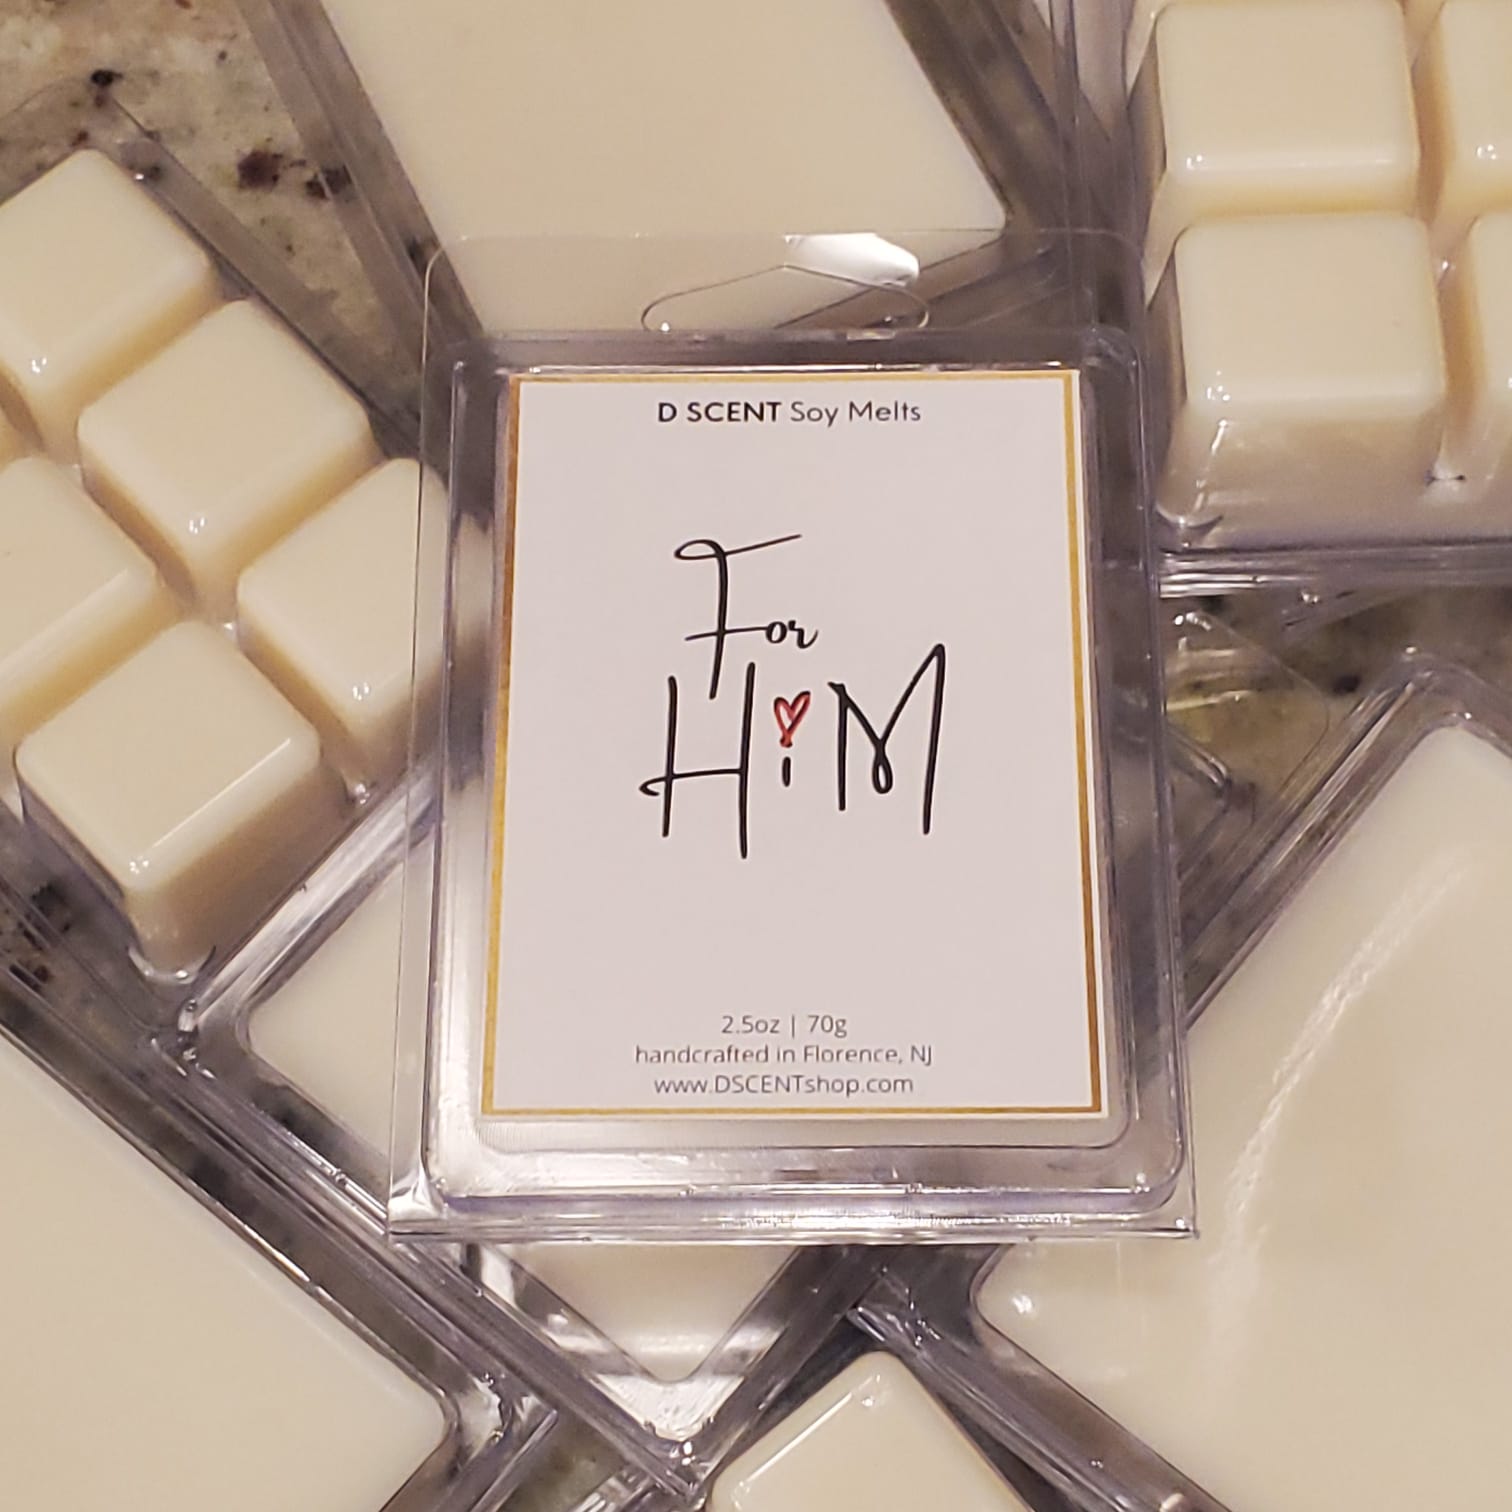 D SCENT Soy Melts
For
HiM
2.5oz | 70g
handcrafted in Florence, NJ
www.DSCENTshop.com